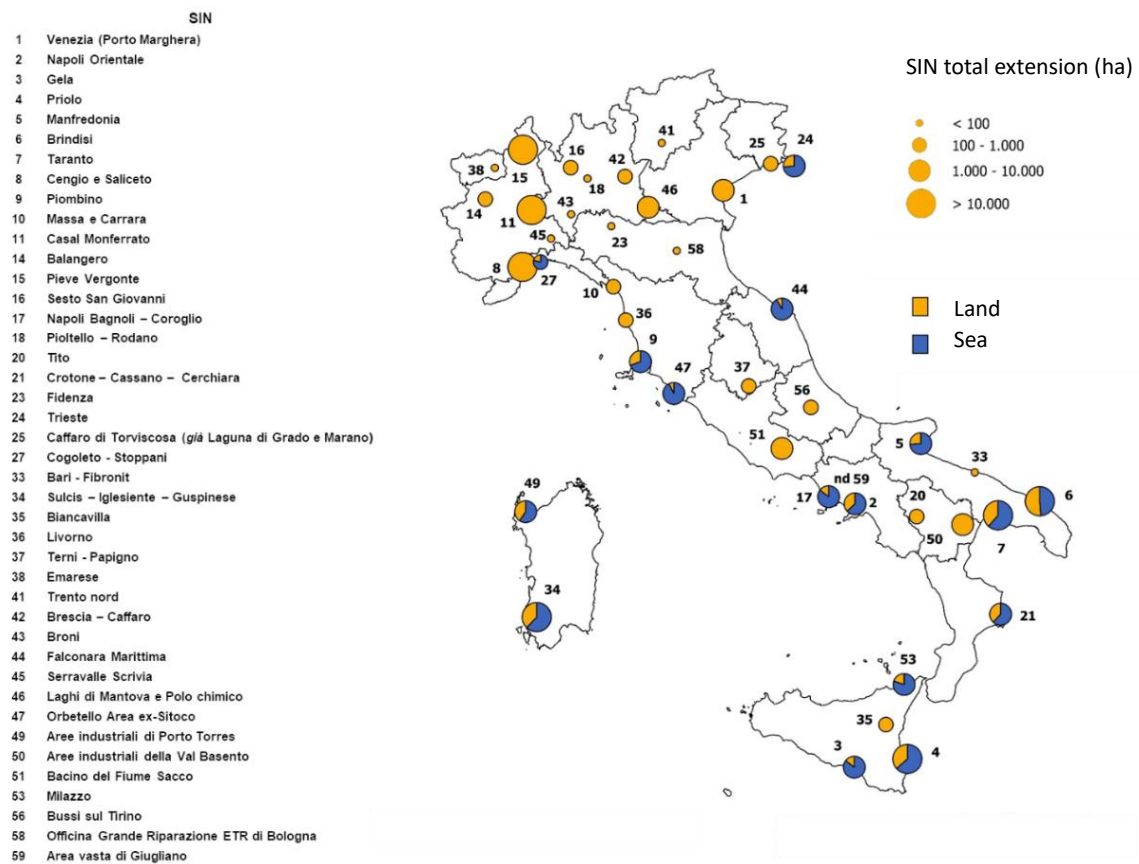 SIN
1 Venezia (Porto Marghera)
2 Napoli Orientale
3 Gela
4 Priolo
5 Manfredonia
6 Brindisi
7 Taranto
8 Cengio e Saliceto
9 Piombino
10 Massa e Carrara
11 Casal Monferrato
14 Balangero
15 Pieve Vergonte
16 Sesto San Giovanni
17 Napoli Bagnoli – Coroglio
18 Pioltello – Rodano
20 Tito
21 Crotone – Cassano – Cerchiara
23 Fidenza
24 Trieste
25 Caffaro di Torviscosa (già Laguna di Grado e Marano)
27 Cogoleto - Stoppani
33 Bari - Fibronit
34 Sulcis – Iglesiente – Guspinese
35 Biancavilla
36 Livorno
37 Terni - Papigno
38 Emarese
41 Trento nord
42 Brescia – Caffaro
43 Broni
44 Falconara Marittima
45 Serravalle Scrivia
46 Laghi di Mantova e Polo chimico
47 Orbetello Area ex-Sitoco
49 Aree industriali di Porto Torres
50 Aree industriali della Val Basento
51 Bacino del Fiume Sacco
53 Milazzo
56 Bussi sul Tirino
58 Officina Grande Riparazione ETR di Bologna
59 Area vasta di Giugliano
SIN total extension (ha)
< 100
100 - 1.000
1.000 - 10.000
> 10.000
Land
Sea
41
25
24
16
42
38
15
18
46
14
11
43
1
45
23
58
8
27
10
44
36
9
47
37
56
51
5
33
nd 59
49
17
2
20
6
50
7
34
21
53
35
3
4